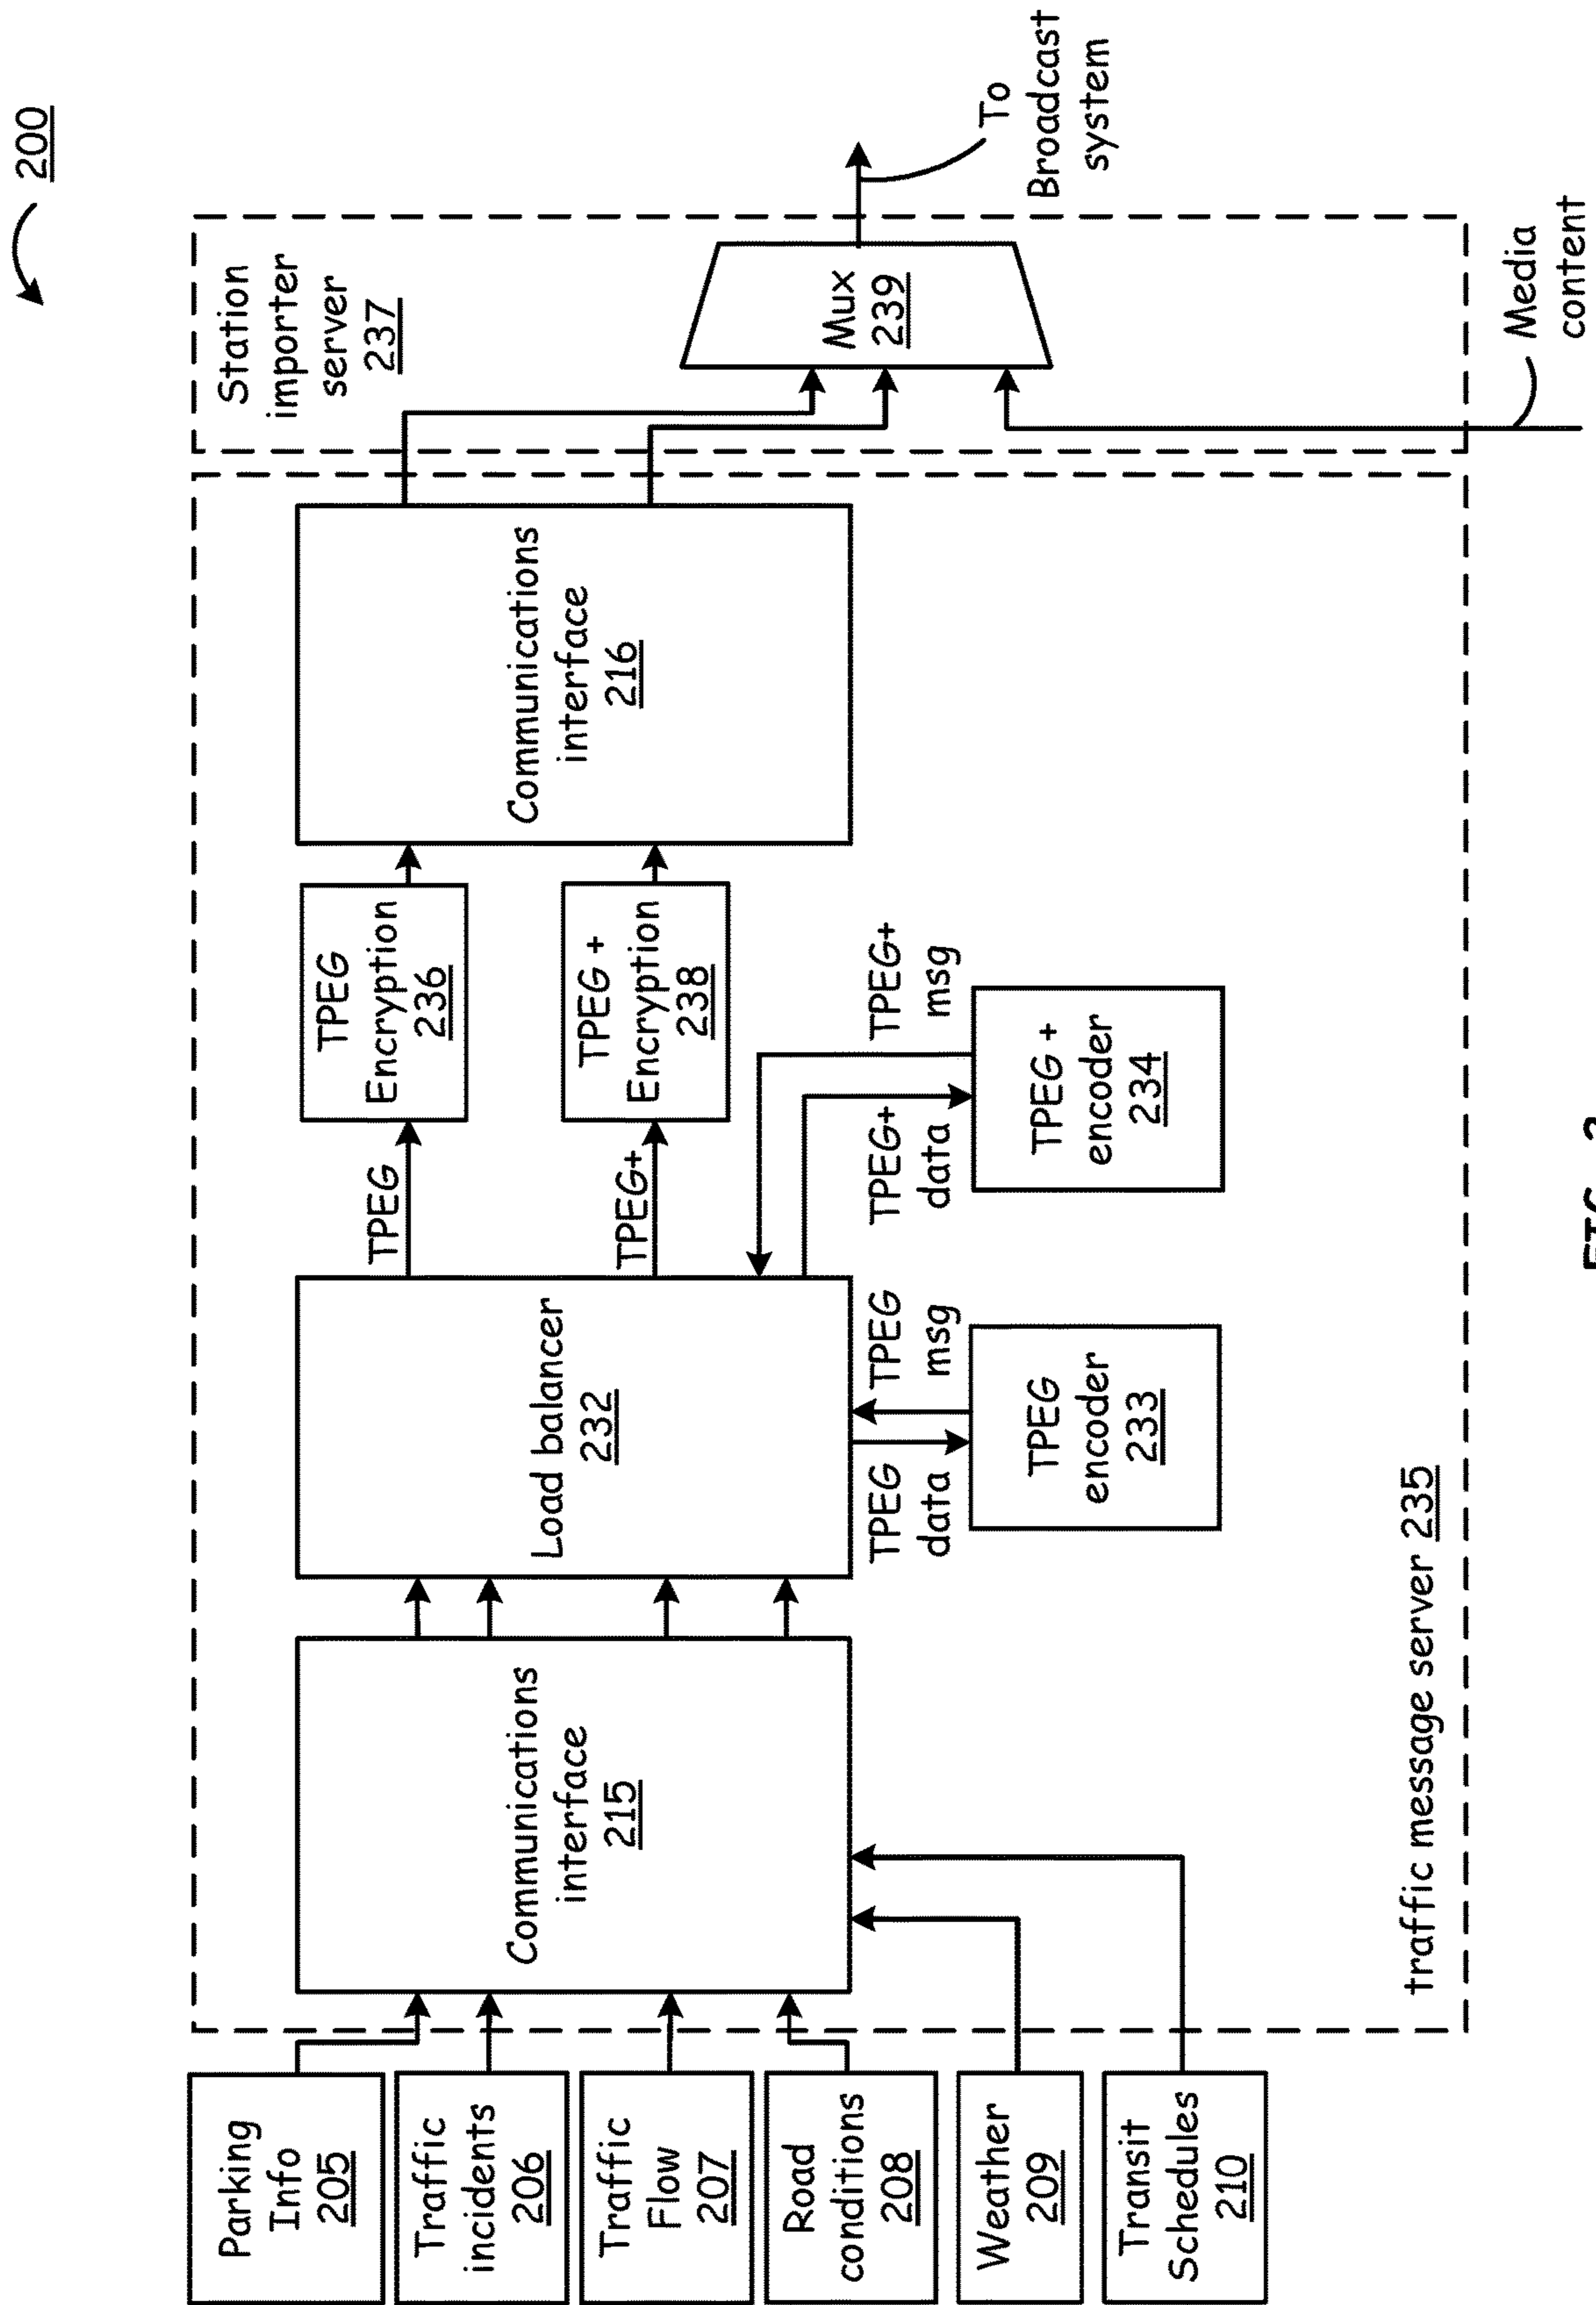 200
Parking
Info
205
Traffic
incidents
206
Traffic
Flow
207
Road
conditions
208
Weather
209
Transit
Schedules
210
Communications
interface
215
Load balancer
232
TPEG
data
TPEG
msg
TPEG
encoder
233
TPEG+
data
TPEG+
msg
TPEG +
encoder
234
TPEG
TPEG+
TPEG
Encryption
236
TPEG +
Encryption
238
Communications
interface
216
traffic message server 235
Station
importer
server
237
Mux
239
To
Broadcast
system
Media
content